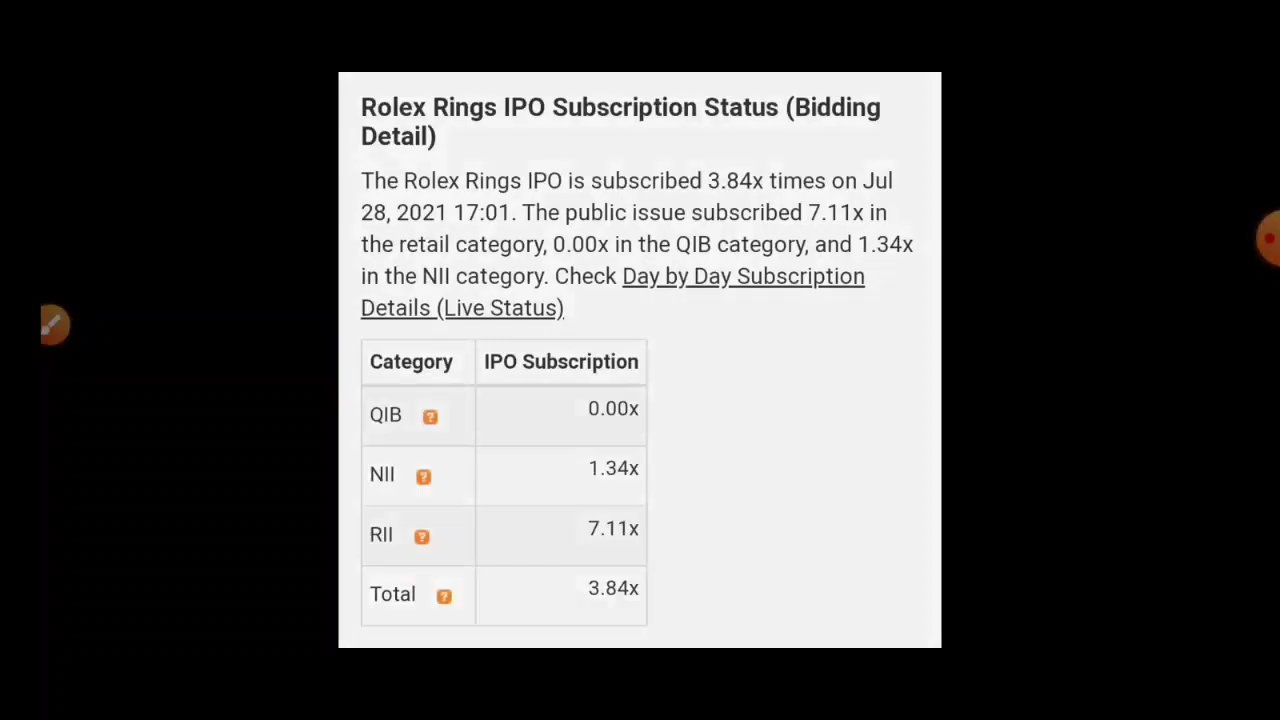 Rolex Rings IPO Subscription Status (Bidding
Detail)
The Rolex Rings IPO is subscribed 3.84x times on Jul
28, 2021 17:01. The public issue subscribed 7.11x in
the retail category, 0.00x in the QIB category, and 1.34x
in the NII category. Check Day by Day Subscription
Details (Live Status)
Category IPO Subscription
QIB ? 0.00x
NII ? 1.34x
RII ? 7.11x
Total ? 3.84x